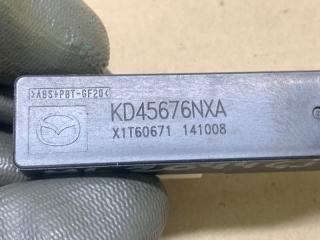 >ABS+PBT-GF20<
KD45676NXA
X1T60671 141008